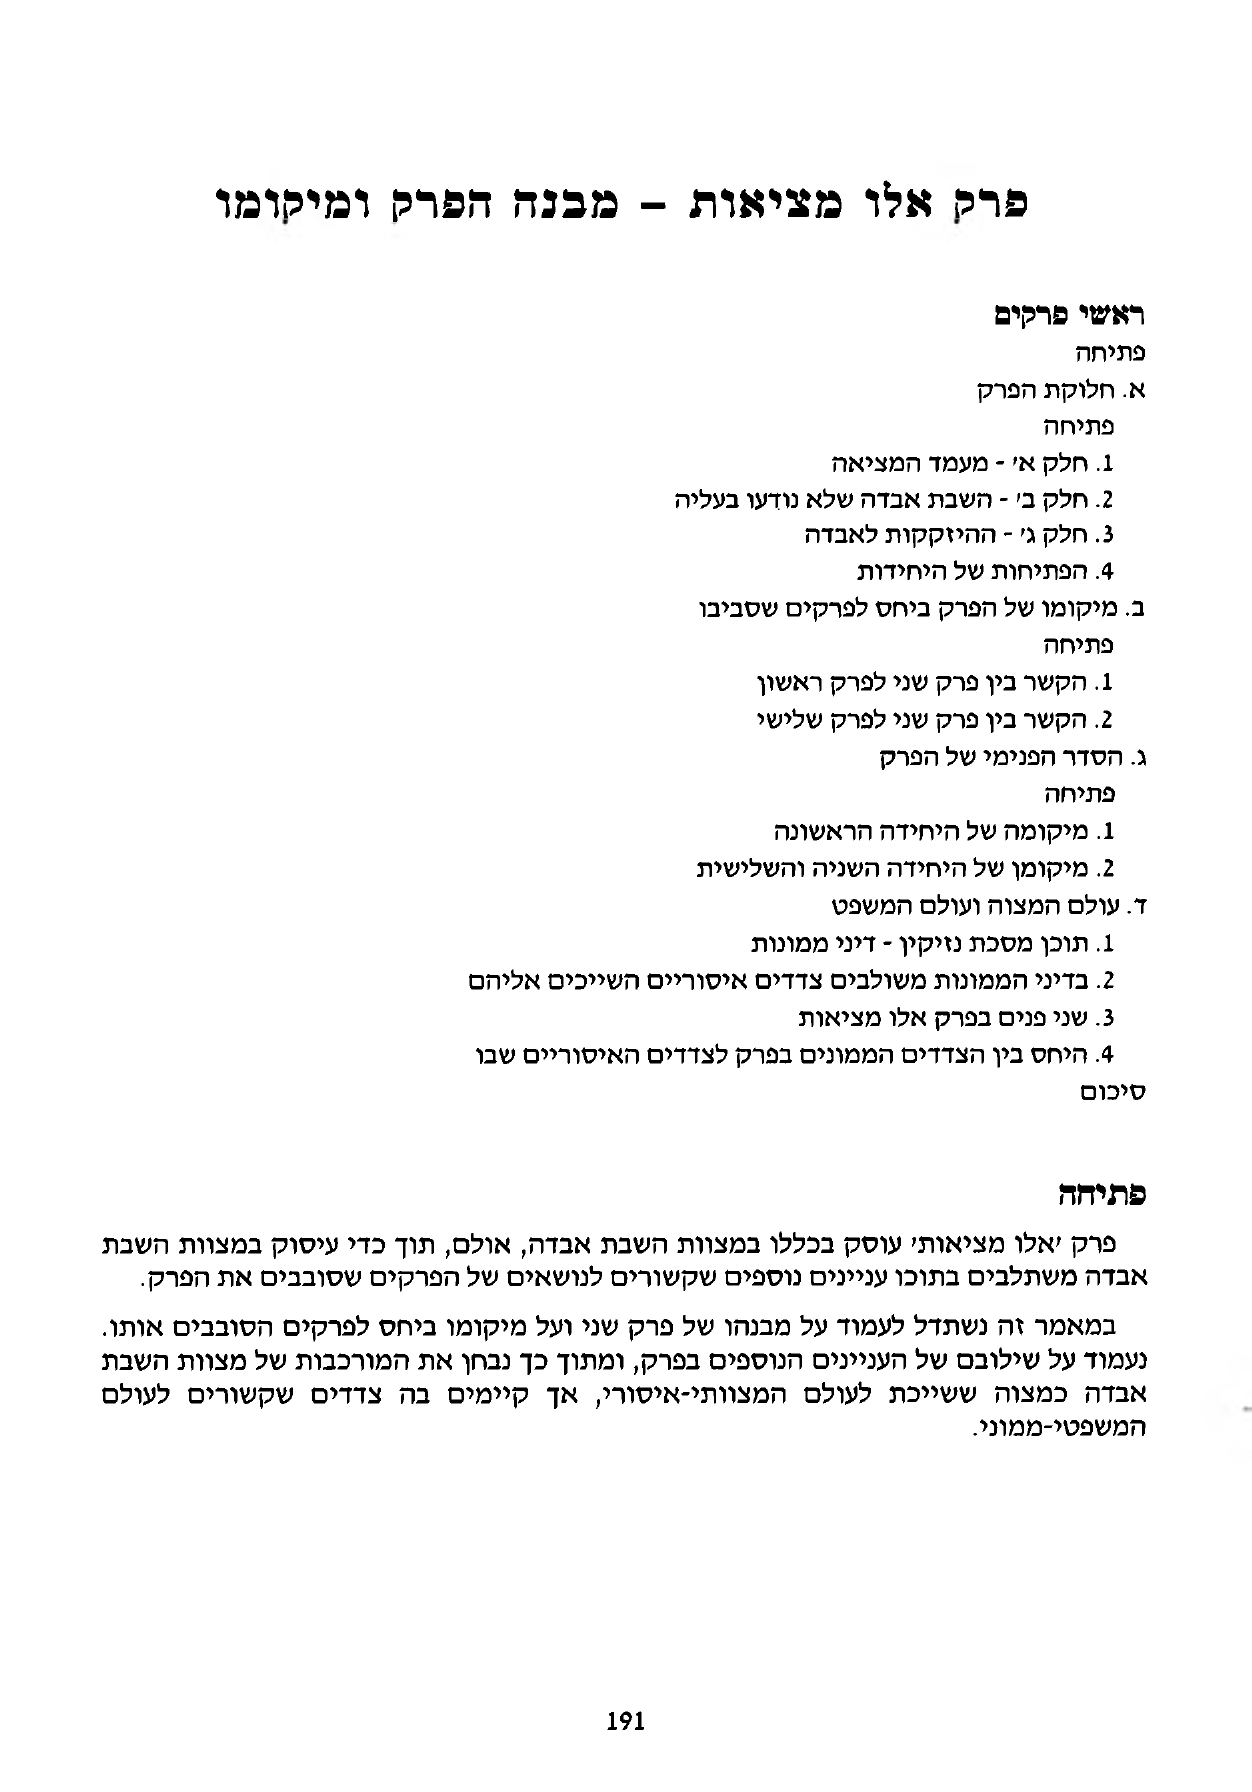 פרק אלו מציאות – מבנה הפרק ומיקומו
ראשי פרקים
פתיחה
א. חלוקת הפרק
פתיחה
1. חלק א' - מעמד המציאה
2. חלק ב' - השבת אבדה שלא נודעו בעליה
3. חלק ג' - ההיזקקות לאבדה
4. הפתיחות של היחידות
ב. מיקומו של הפרק ביחס לפרקים שסביבו
פתיחה
1. הקשר בין פרק שני לפרק ראשון
2. הקשר בין פרק שני לפרק שלישי
ג. הסדר הפנימי של הפרק
פתיחה
1. מיקומה של היחידה הראשונה
2. מיקומן של היחידה השניה והשלישית
ד. עולם המצוה ועולם המשפט
1. תוכן מסכת נזיקין - דיני ממונות
2. בדיני הממונות משולבים צדדים איסוריים השייכים אליהם
3. שני פנים בפרק אלו מציאות
4. היחס בין הצדדים הממונים בפרק לצדדים האיסוריים שבו
סיכום
פתיחה
פרק 'אלו מציאות' עוסק בכללו במצוות השבת אבדה, אולם, תוך כדי עיסוק במצוות השבת
אבדה משתלבים בתוכו עניינים נוספים שקשורים לנושאים של הפרקים שסובבים את הפרק.
במאמר זה נשתדל לעמוד על מבנהו של פרק שני ועל מיקומו ביחס לפרקים הסובבים אותו.
נעמוד על שילובם של העניינים הנוספים בפרק, ומתוך כך נבחן את המורכבות של מצוות השבת
אבדה כמצוה ששייכת לעולם המצוותי-איסורי, אך קיימים בה צדדים שקשורים לעולם
המשפטי-ממוני.
191